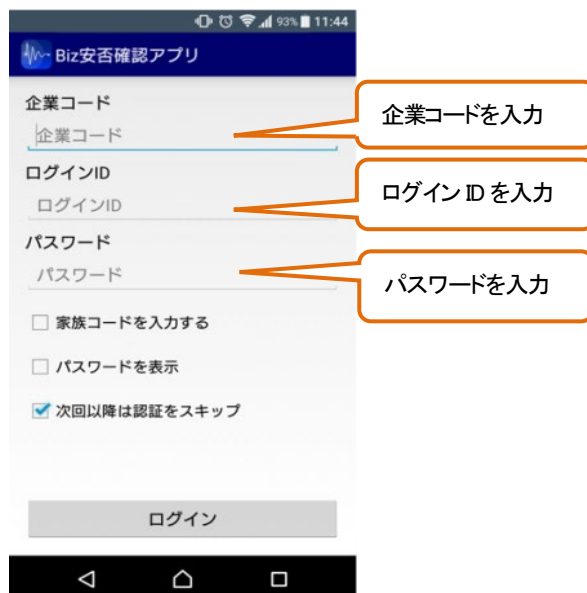 93% 11:44
Biz安否確認アプリ
企業コード
企業コード
企業コードを入力
ログインID
ログインID
ログイン ID を入力
パスワード
パスワード
パスワードを入力
家族コードを入力する
パスワードを表示
次回以降は認証をスキップ
ログイン